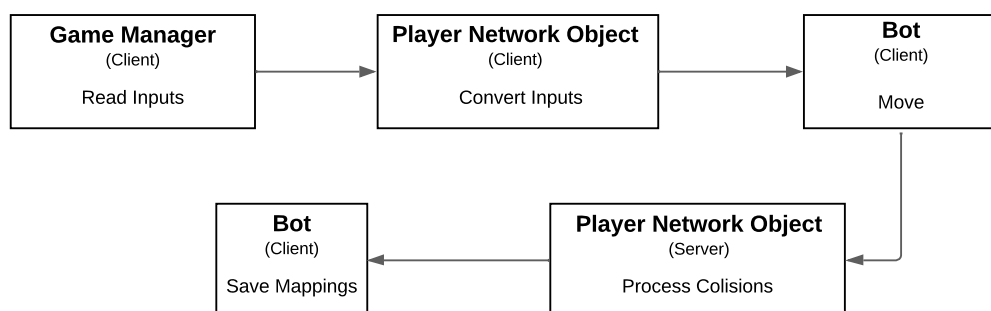 Game Manager
(Client)
Read Inputs
Player Network Object
(Client)
Convert Inputs
Bot
(Client)
Move
Player Network Object
(Server)
Process Colisions
Bot
(Client)
Save Mappings